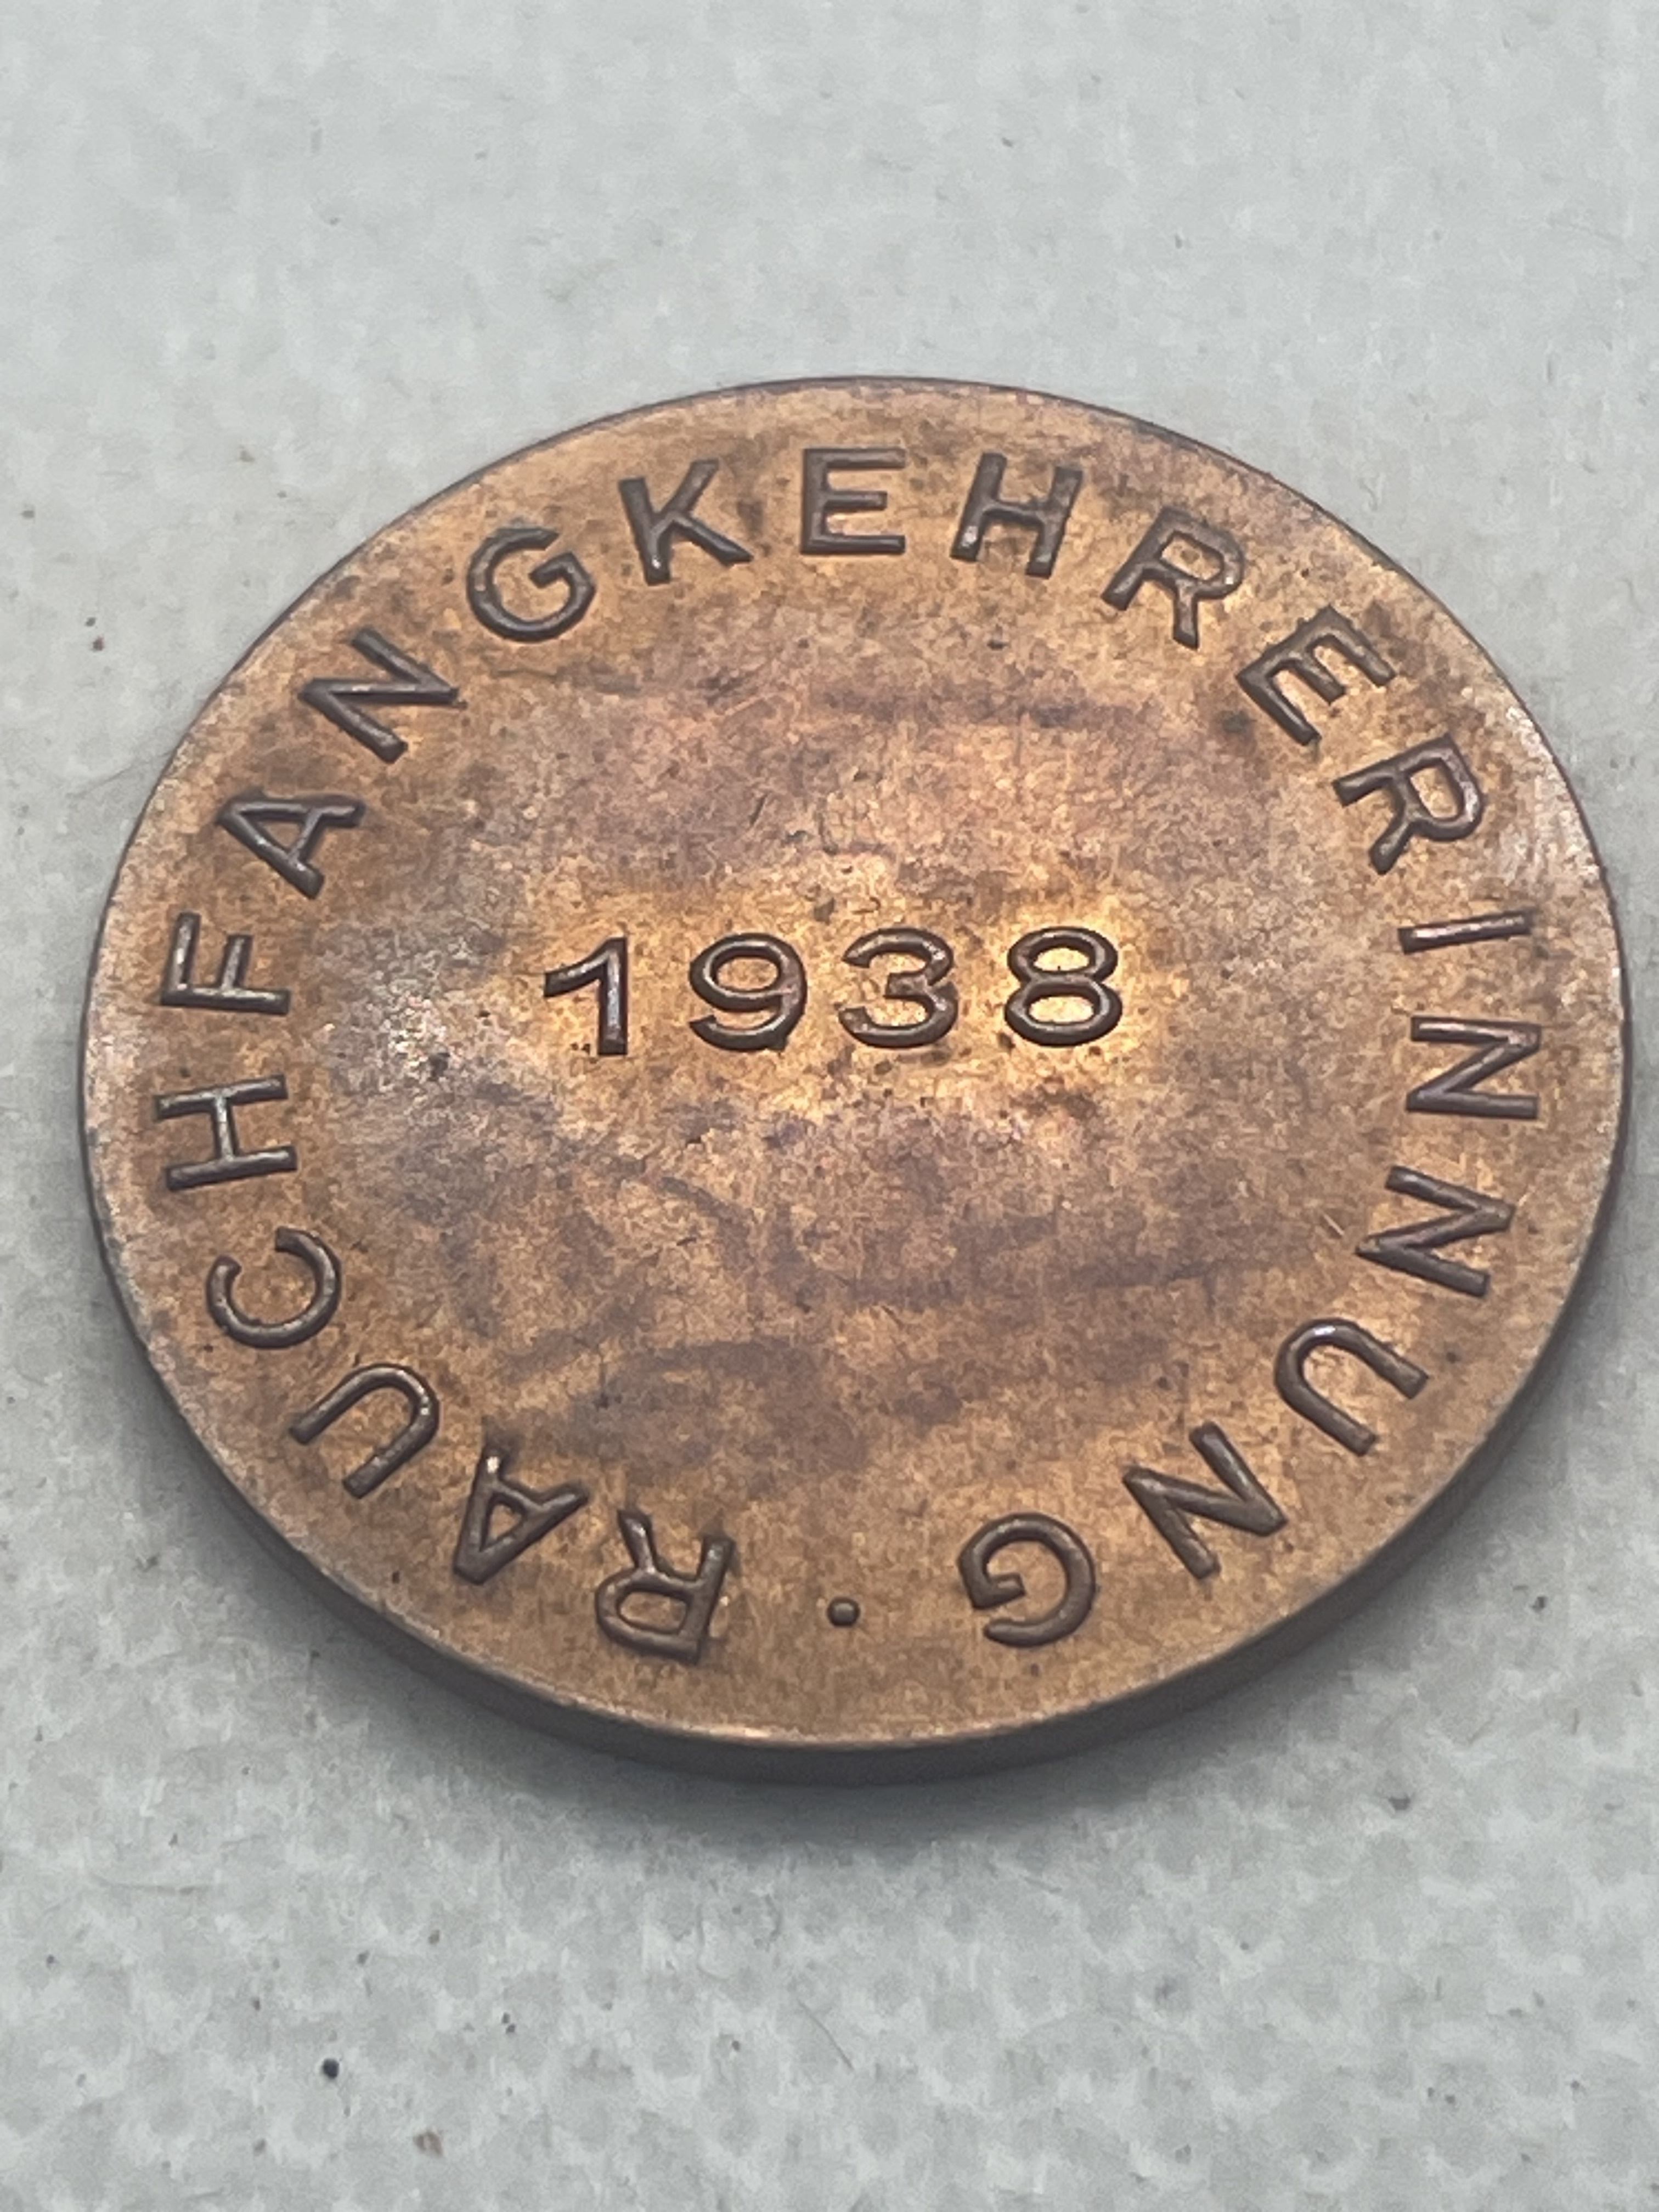 RAUCHFANGKEHRERINNUNG ·
1938